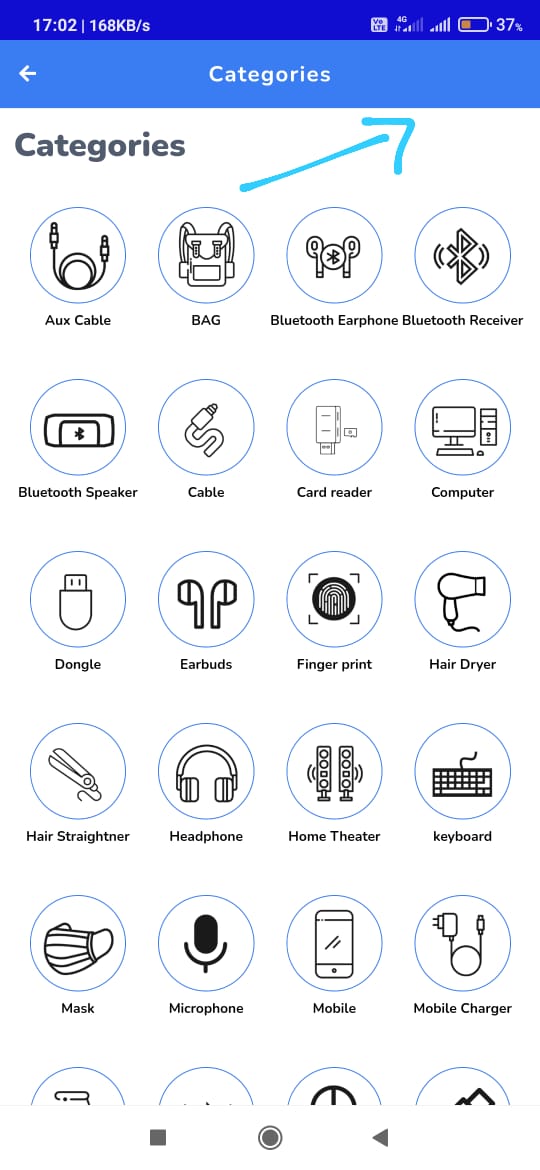 17:02 | 168KB/s Vo LTE 4G 37%
Categories
Categories
Aux Cable BAG Bluetooth Earphone Bluetooth Receiver
Bluetooth Speaker Cable Card reader Computer
Dongle Earbuds Finger print Hair Dryer
Hair Straightner Headphone Home Theater keyboard
Mask Microphone Mobile Mobile Charger